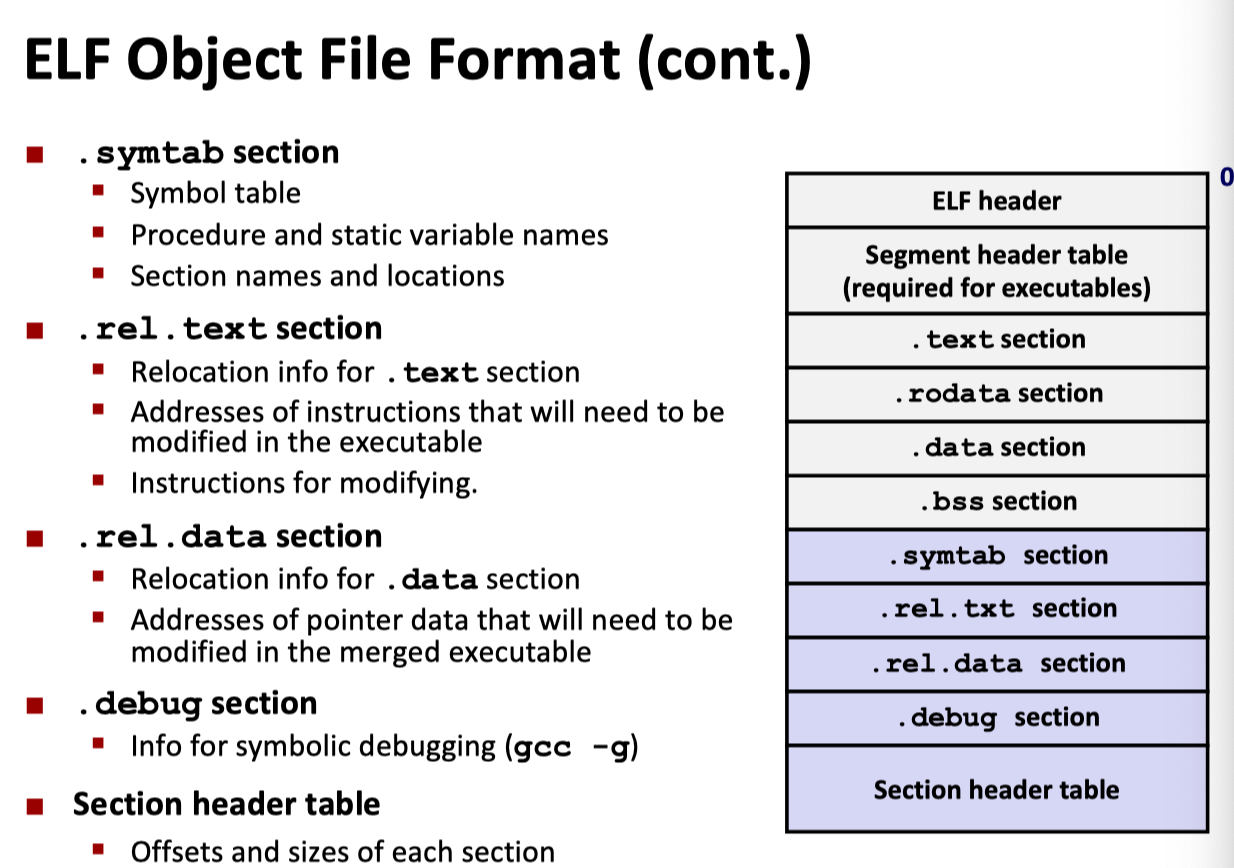 ELF Object File Format (cont.)
.symtab section
Symbol table
Procedure and static variable names
Section names and locations
.rel.text section
Relocation info for .text section
Addresses of instructions that will need to be
modified in the executable
Instructions for modifying.
.rel.data section
Relocation info for .data section
Addresses of pointer data that will need to be
modified in the merged executable
.debug section
Info for symbolic debugging (gcc -g)
Section header table
Offsets and sizes of each section
0
ELF header
Segment header table
(required for executables)
.text section
.rodata section
.data section
.bss section
.symtab section
.rel.txt section
.rel.data section
.debug section
Section header table